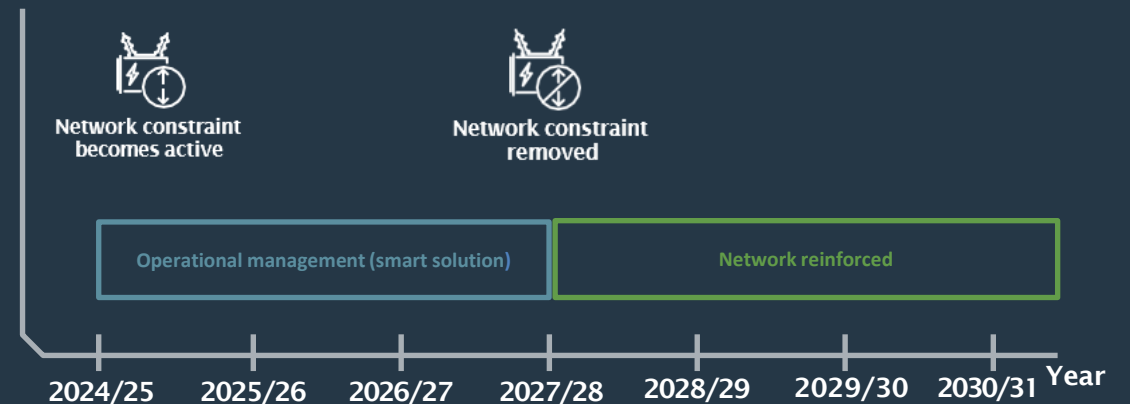 Network constraint
becomes active
Network constraint
removed
Operational management (smart solution)
Network reinforced
2024/25
2025/26
2026/27
2027/28
2028/29
2029/30
2030/31
Year